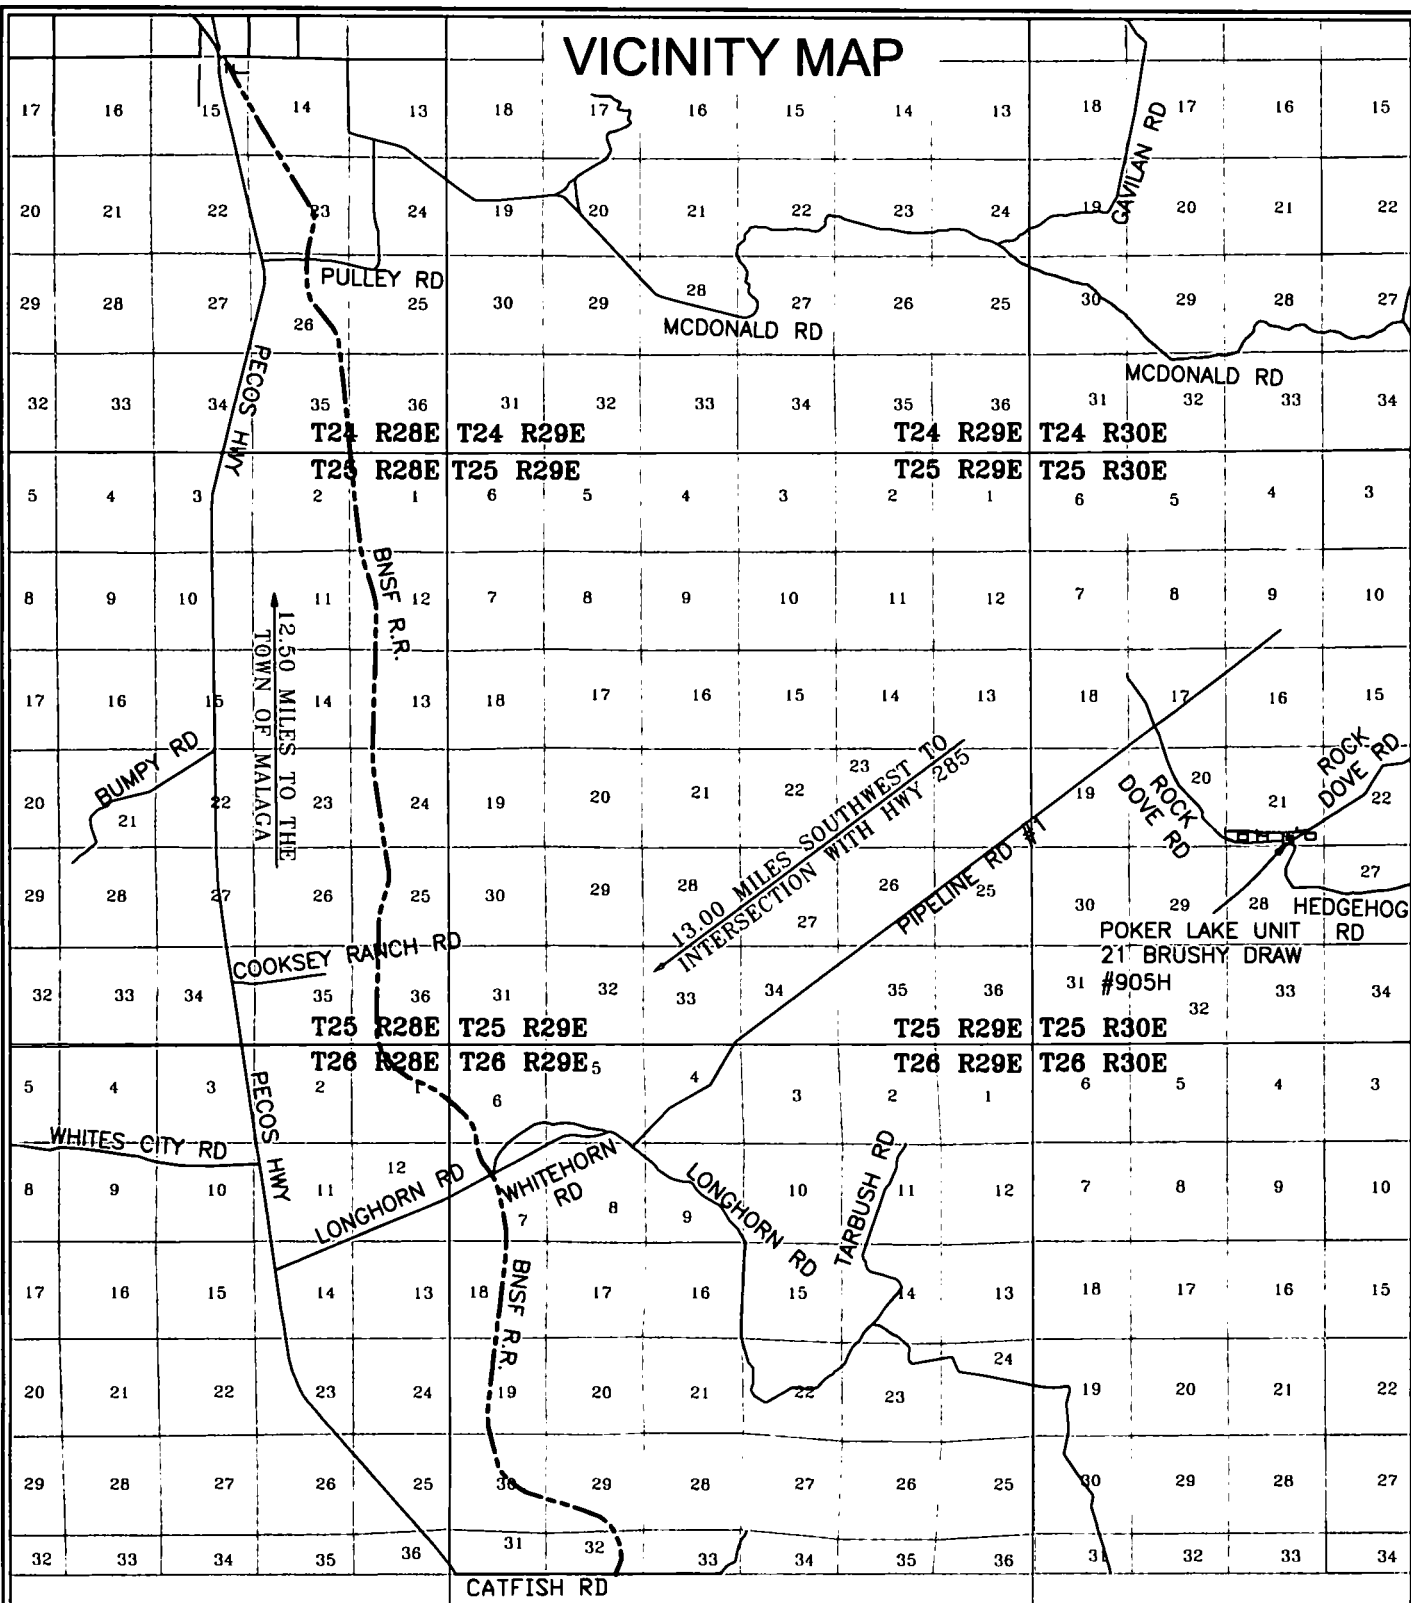 VICINITY MAP
17 16 15 14 13 18 17 16 15 14 13 18 17 16 15
GAVILAN RD
20 21 22 23 24 19 20 21 22 23 24 19 20 21 22
PULLEY RD
29 28 27 26 25 30 29 28 27 26 25 30 29 28 27
MCDONALD RD
MCDONALD RD
PECOS HWY
32 33 34 35 36 31 32 33 34 35 36 31 32 33 34
T24 R28E T24 R29E T24 R29E T24 R30E
T25 R28E T25 R29E T25 R29E T25 R30E
5 4 3 2 1 6 5 4 3 2 1 6 5 4 3
BNSF R.R.
8 9 10 11 12 7 8 9 10 11 12 7 8 9 10
12.50 MILES TO THE
TOWN OF MALAGA
17 16 15 14 13 18 17 16 15 14 13 18 17 16 15
BUMPY RD
ROCK
DOVE RD
ROCK
DOVE RD
20 21 22 23 24 19 20 21 22 23 19 20 21 22
13.00 MILES SOUTHWEST TO
INTERSECTION WITH HWY 285
PIPELINE RD #1
29 28 27 26 25 30 29 28 27 26 25 30 29 28 27
HEDGEHOG
RD
POKER LAKE UNIT
21 BRUSHY DRAW
#905H
COOKSEY RANCH RD
32 33 34 35 36 31 32 33 34 35 36 31 32 33 34
T25 R28E T25 R29E T25 R29E T25 R30E
T26 R28E T26 R29E T26 R29E T26 R30E
5 4 3 2 1 6 5 4 3 2 1 6 5 4 3
WHITES CITY RD
PECOS HWY
LONGHORN RD
WHITEHORN
RD
LONGHORN RD
TARBUSH RD
8 9 10 11 12 7 8 9 10 11 12 7 8 9 10
BNSF R.R.
17 16 15 14 13 18 17 16 15 14 13 18 17 16 15
20 21 22 23 24 19 20 21 22 23 24 19 20 21 22
29 28 27 26 25 30 29 28 27 26 25 30 29 28 27
32 33 34 35 36 31 32 33 34 35 36 31 32 33 34
CATFISH RD